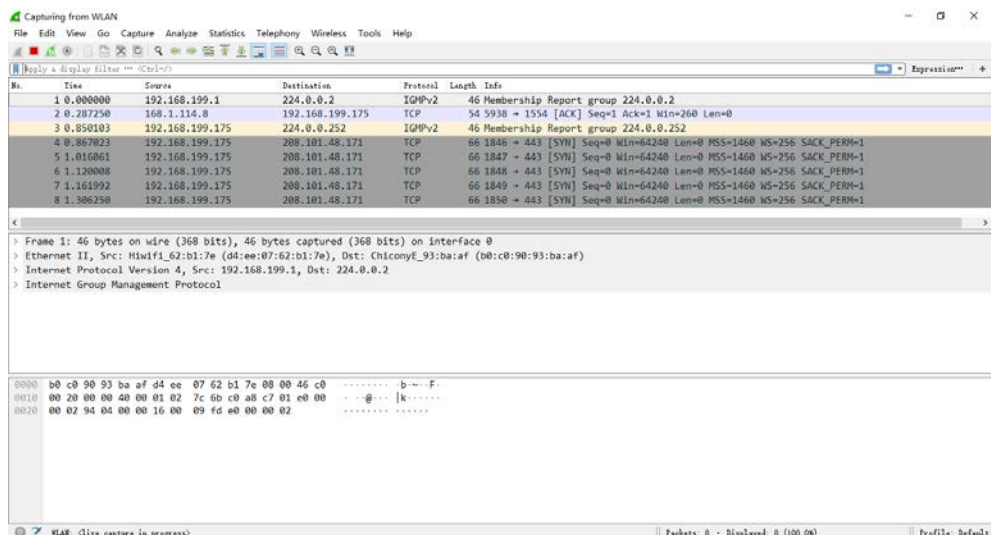 Capturing from WLAN
File Edit View Go Capture Analyze Statistics Telephony Wireless Tools Help
Apply a display filter ··· <Ctrl-/> Expression··· +
No. Time Source Destination Protocol Length Info
1 0.000000 192.168.199.1 224.0.0.2 IGMPv2 46 Membership Report group 224.0.0.2
2 0.287250 168.1.114.8 192.168.199.175 TCP 54 5938 → 1554 [ACK] Seq=1 Ack=1 Win=260 Len=0
3 0.850103 192.168.199.175 224.0.0.252 IGMPv2 46 Membership Report group 224.0.0.252
4 0.867023 192.168.199.175 208.101.48.171 TCP 66 1846 → 443 [SYN] Seq=0 Win=64240 Len=0 MSS=1460 WS=256 SACK_PERM=1
5 1.016061 192.168.199.175 208.101.48.171 TCP 66 1847 → 443 [SYN] Seq=0 Win=64240 Len=0 MSS=1460 WS=256 SACK_PERM=1
6 1.120008 192.168.199.175 208.101.48.171 TCP 66 1848 → 443 [SYN] Seq=0 Win=64240 Len=0 MSS=1460 WS=256 SACK_PERM=1
7 1.161992 192.168.199.175 208.101.48.171 TCP 66 1849 → 443 [SYN] Seq=0 Win=64240 Len=0 MSS=1460 WS=256 SACK_PERM=1
8 1.306250 192.168.199.175 208.101.48.171 TCP 66 1850 → 443 [SYN] Seq=0 Win=64240 Len=0 MSS=1460 WS=256 SACK_PERM=1
> Frame 1: 46 bytes on wire (368 bits), 46 bytes captured (368 bits) on interface 0
> Ethernet II, Src: Hiwifi_62:b1:7e (d4:ee:07:62:b1:7e), Dst: ChiconyE_93:ba:af (b0:c0:90:93:ba:af)
> Internet Protocol Version 4, Src: 192.168.199.1, Dst: 224.0.0.2
> Internet Group Management Protocol
0000 b0 c0 90 93 ba af d4 ee 07 62 b1 7e 08 00 46 c0 ········ ·b·~··F·
0010 00 20 00 00 40 00 01 02 7c 6b c0 a8 c7 01 e0 00 · ··@··· |k······
0020 00 02 94 04 00 00 16 00 09 fd e0 00 00 02 ········ ······
WLAN: <live capture in progress> Packets: 8 · Displayed: 8 (100.0%) Profile: Default